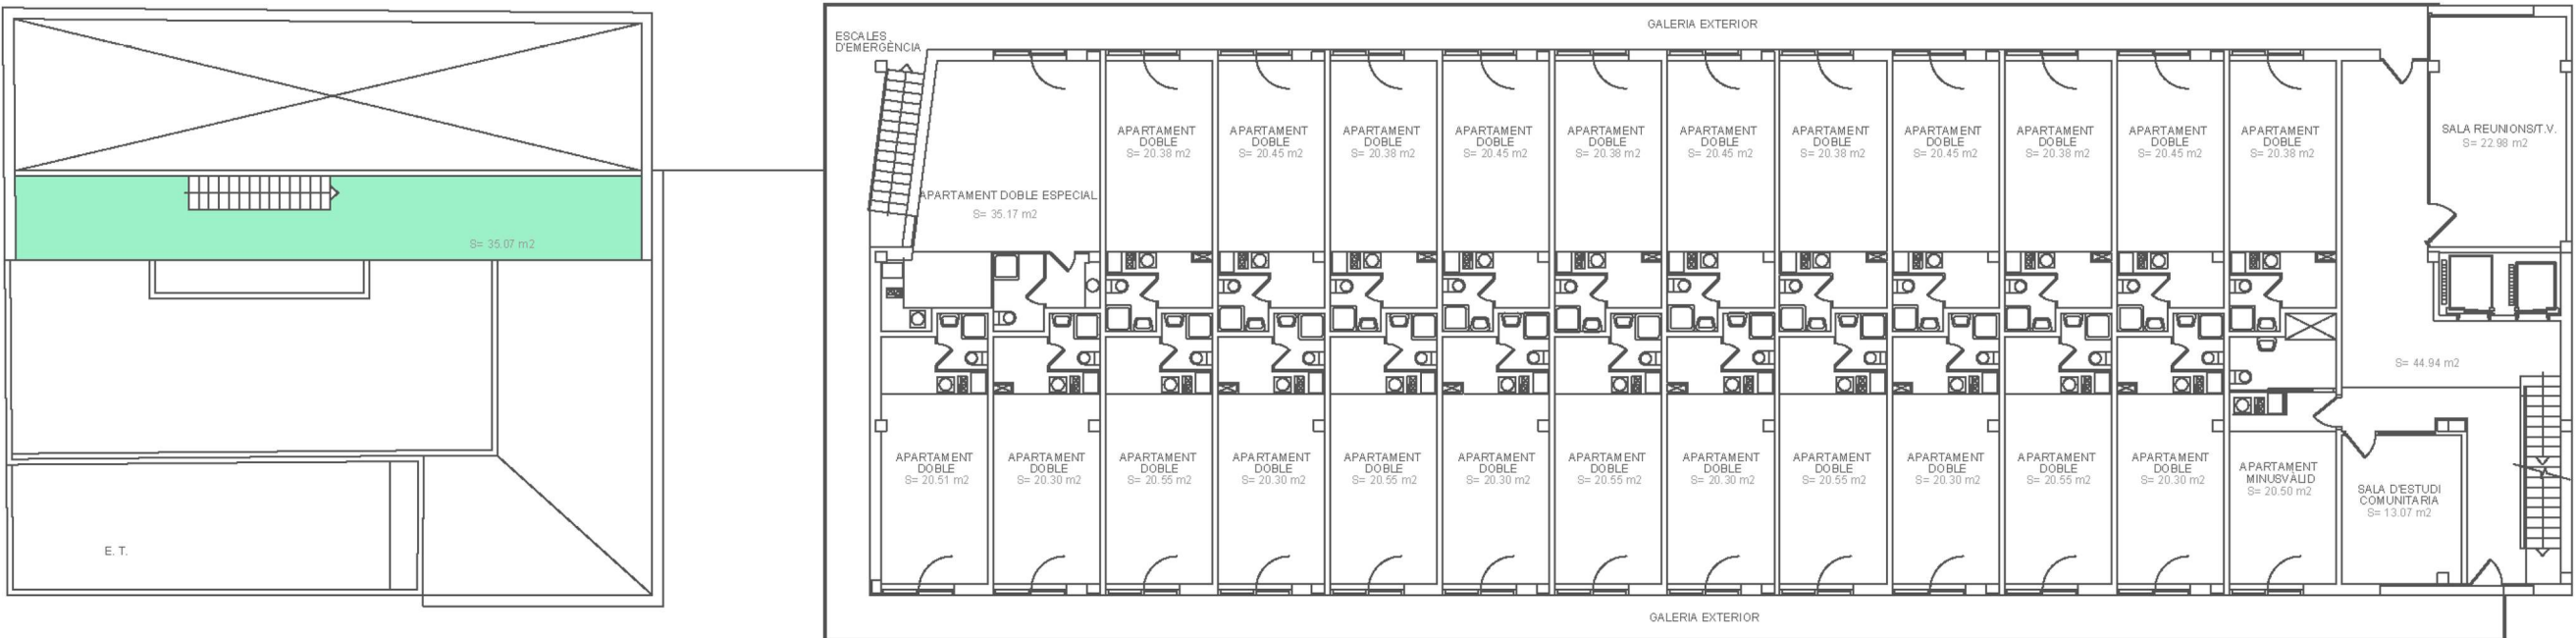 GALERIA EXTERIOR
ESCALES
D'EMERGÈNCIA
APARTAMENT
DOBLE
S= 20.38 m2
APARTAMENT
DOBLE
S= 20.45 m2
APARTAMENT
DOBLE
S= 20.38 m2
APARTAMENT
DOBLE
S= 20.45 m2
APARTAMENT
DOBLE
S= 20.38 m2
APARTAMENT
DOBLE
S= 20.45 m2
APARTAMENT
DOBLE
S= 20.38 m2
APARTAMENT
DOBLE
S= 20.45 m2
APARTAMENT
DOBLE
S= 20.38 m2
APARTAMENT
DOBLE
S= 20.45 m2
APARTAMENT
DOBLE
S= 20.38 m2
SALA REUNIONS/T.V.
S= 22.98 m2
APARTAMENT DOBLE ESPECIAL
S= 35.17 m2
S= 35.07 m2
S= 44.94 m2
APARTAMENT
DOBLE
S= 20.51 m2
APARTAMENT
DOBLE
S= 20.30 m2
APARTAMENT
DOBLE
S= 20.55 m2
APARTAMENT
DOBLE
S= 20.30 m2
APARTAMENT
DOBLE
S= 20.55 m2
APARTAMENT
DOBLE
S= 20.30 m2
APARTAMENT
DOBLE
S= 20.55 m2
APARTAMENT
DOBLE
S= 20.30 m2
APARTAMENT
DOBLE
S= 20.55 m2
APARTAMENT
DOBLE
S= 20.30 m2
APARTAMENT
DOBLE
S= 20.55 m2
APARTAMENT
DOBLE
S= 20.30 m2
APARTAMENT
MINUSVÀLID
S= 20.50 m2
SALA D'ESTUDI
COMUNITARIA
S= 13.07 m2
E. T.
GALERIA EXTERIOR